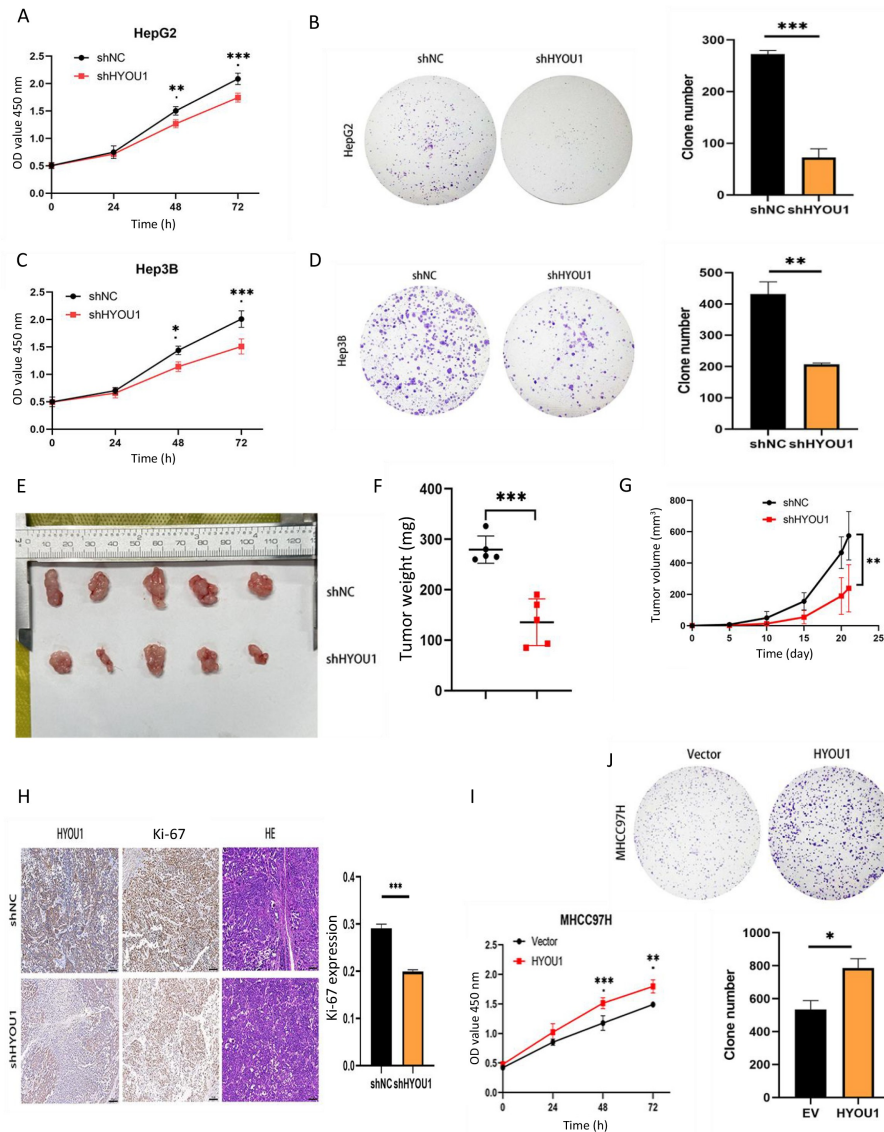 A
HepG2
shNC
shHYOU1
OD value 450 nm
2.5
2.0
1.5
1.0
0.5
0.0
**
***
0 24 48 72
Time (h)
B
shNC shHYOU1
HepG2
***
Clone number
300
200
100
0
shNC shHYOU1
C
Hep3B
shNC
shHYOU1
OD value 450 nm
2.5
2.0
1.5
1.0
0.5
0.0
*
***
0 24 48 72
Time (h)
D
shNC shHYOU1
Hep3B
**
Clone number
500
400
300
200
100
0
shNC shHYOU1
E
shNC
shHYOU1
F
Tumor weight (mg)
400
300
200
100
0
***
G
shNC
shHYOU1
Tumor volume (mm³)
800
600
400
200
0
**
0 5 10 15 20 25
Time (day)
H
HYOU1 Ki-67 HE
shNC
shHYOU1
Ki-67 expression
0.4
0.3
0.2
0.1
0.0
***
shNC shHYOU1
I
MHCC97H
Vector
HYOU1
OD value 450 nm
2.5
2.0
1.5
1.0
0.5
0.0
***
**
0 24 48 72
Time (h)
J
Vector HYOU1
MHCC97H
*
Clone number
1000
800
600
400
200
0
EV HYOU1